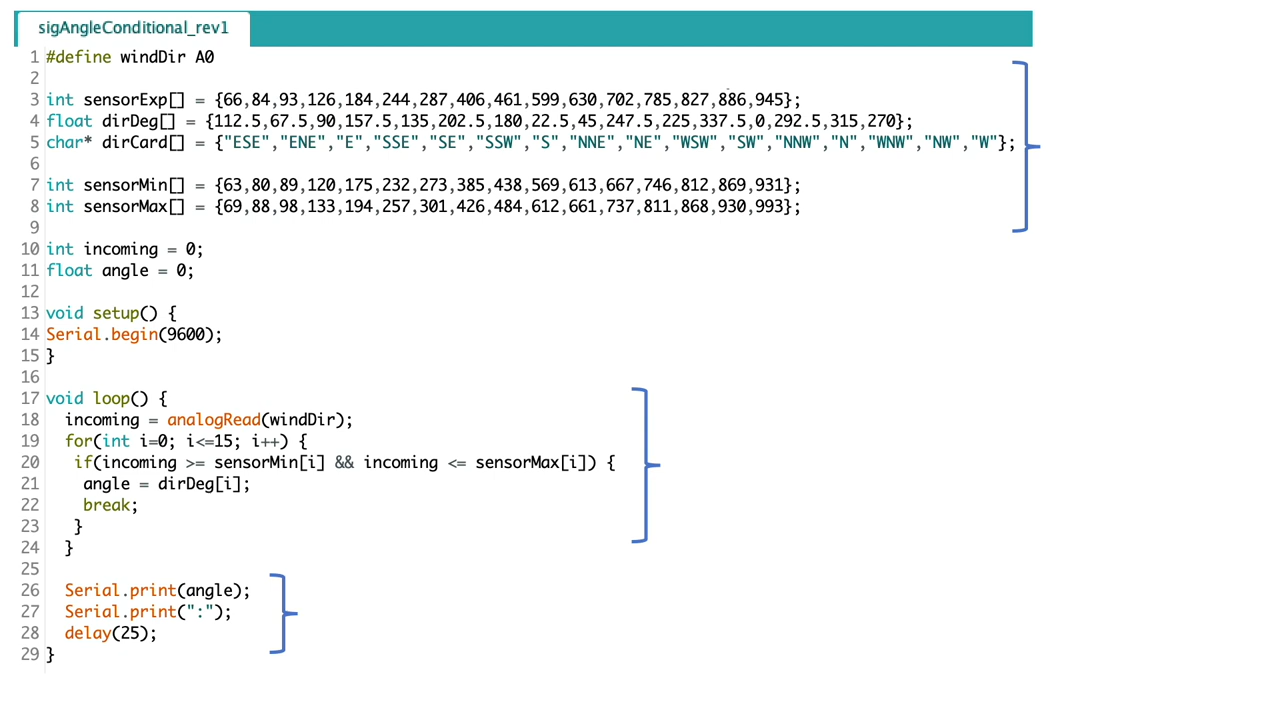 sigAngleConditional_rev1
1 #define windDir A0
2
3 int sensorExp[] = {66,84,93,126,184,244,287,406,461,599,630,702,785,827,886,945};
4 float dirDeg[] = {112.5,67.5,90,157.5,135,202.5,180,22.5,45,247.5,225,337.5,0,292.5,315,270};
5 char* dirCard[] = {"ESE","ENE","E","SSE","SE","SSW","S","NNE","NE","WSW","SW","NNW","N","WNW","NW","W"};
6
7 int sensorMin[] = {63,80,89,120,175,232,273,385,438,569,613,667,746,812,869,931};
8 int sensorMax[] = {69,88,98,133,194,257,301,426,484,612,661,737,811,868,930,993};
9
10 int incoming = 0;
11 float angle = 0;
12
13 void setup() {
14 Serial.begin(9600);
15 }
16
17 void loop() {
18 incoming = analogRead(windDir);
19 for(int i=0; i<=15; i++) {
20 if(incoming >= sensorMin[i] && incoming <= sensorMax[i]) {
21 angle = dirDeg[i];
22 break;
23 }
24 }
25
26 Serial.print(angle);
27 Serial.print(":");
28 delay(25);
29 }